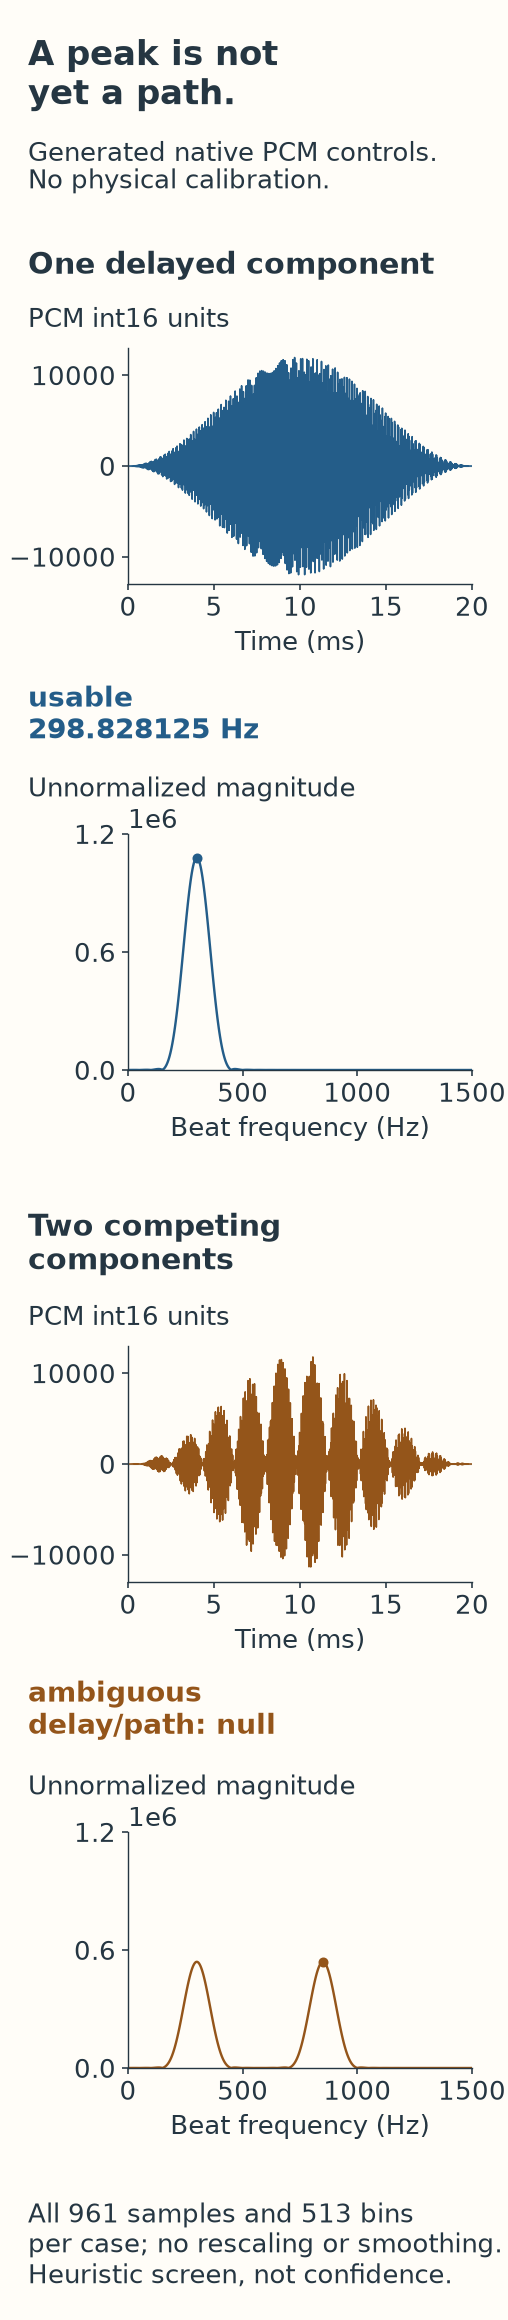 A peak is not
yet a path.
Generated native PCM controls.
No physical calibration.
One delayed component
PCM int16 units
10000
0
−10000
0 5 10 15 20
Time (ms)
usable
298.828125 Hz
Unnormalized magnitude
1e6
1.2
0.6
0.0
0 500 1000 1500
Beat frequency (Hz)
Two competing
components
PCM int16 units
10000
0
−10000
0 5 10 15 20
Time (ms)
ambiguous
delay/path: null
Unnormalized magnitude
1e6
1.2
0.6
0.0
0 500 1000 1500
Beat frequency (Hz)
All 961 samples and 513 bins
per case; no rescaling or smoothing.
Heuristic screen, not confidence.